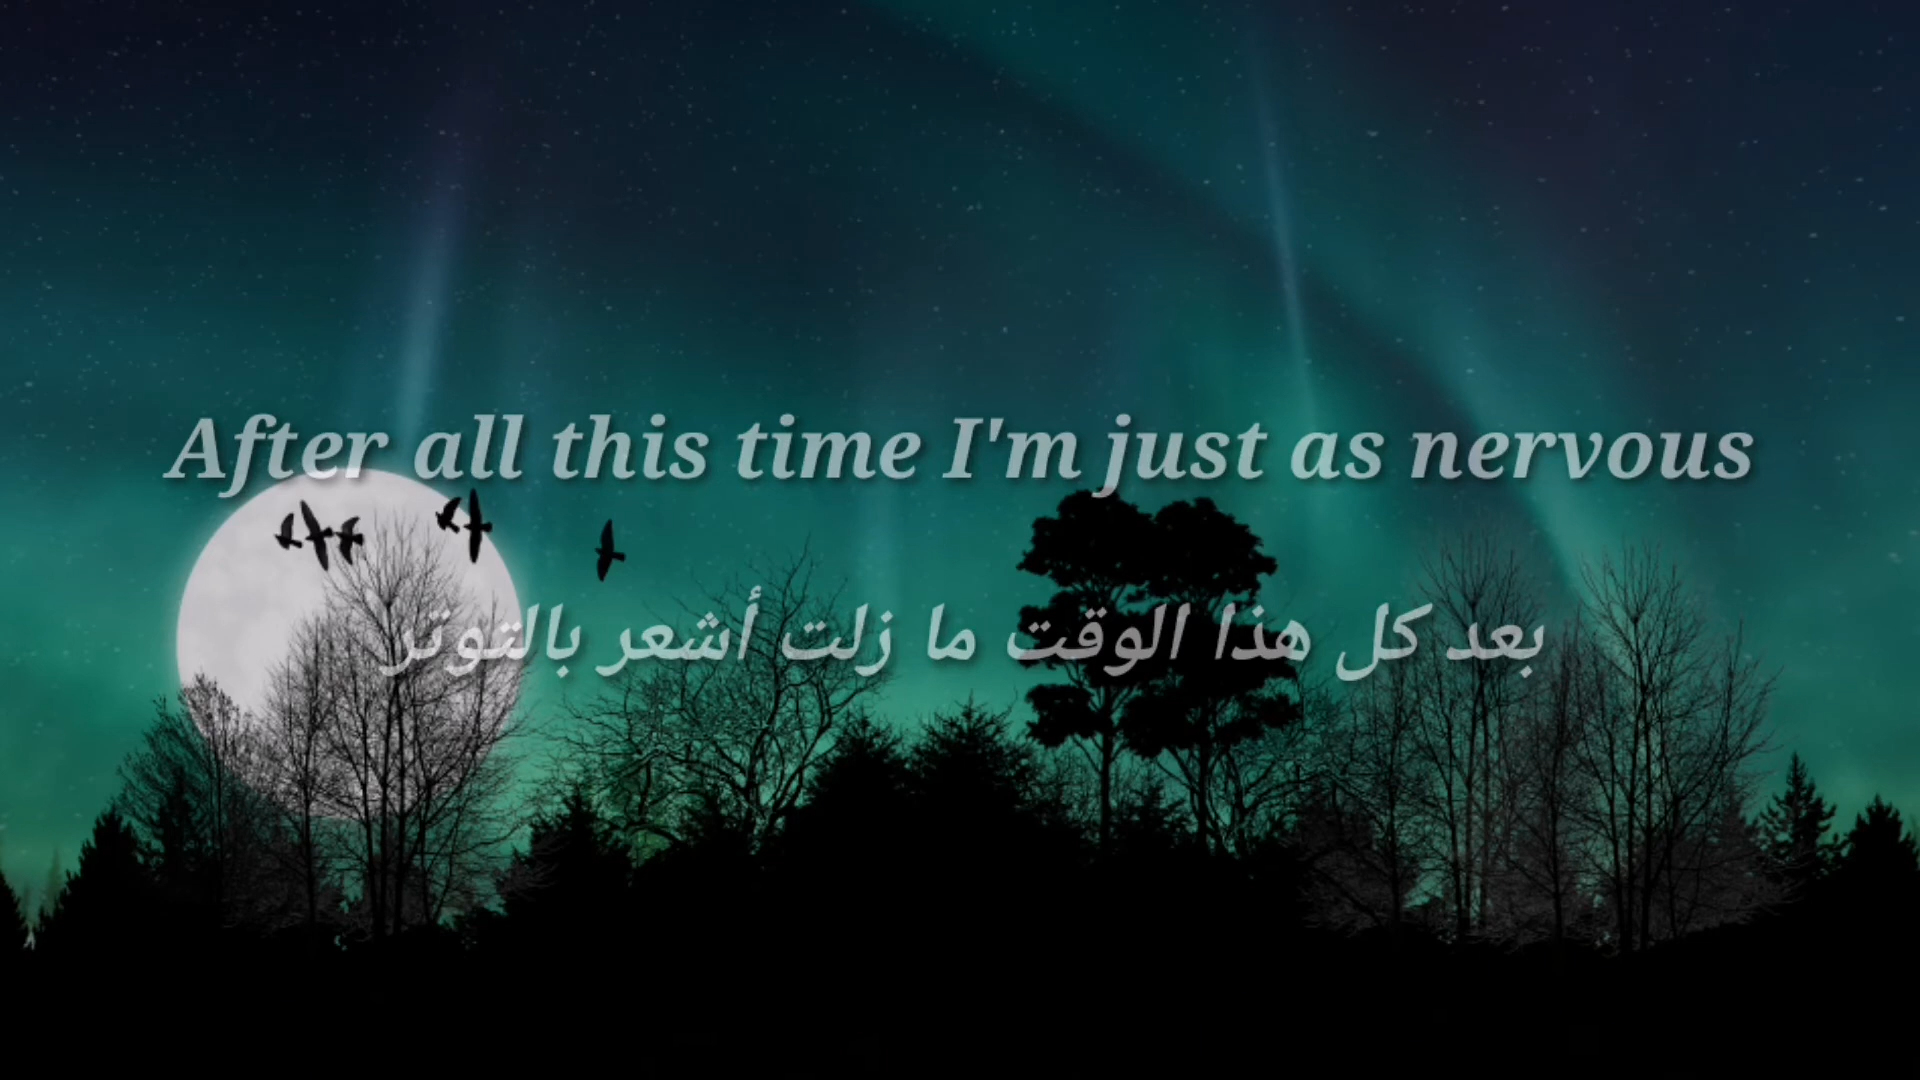 After all this time I'm just as nervous
بعد كل هذا الوقت ما زلت أشعر بالتوتر